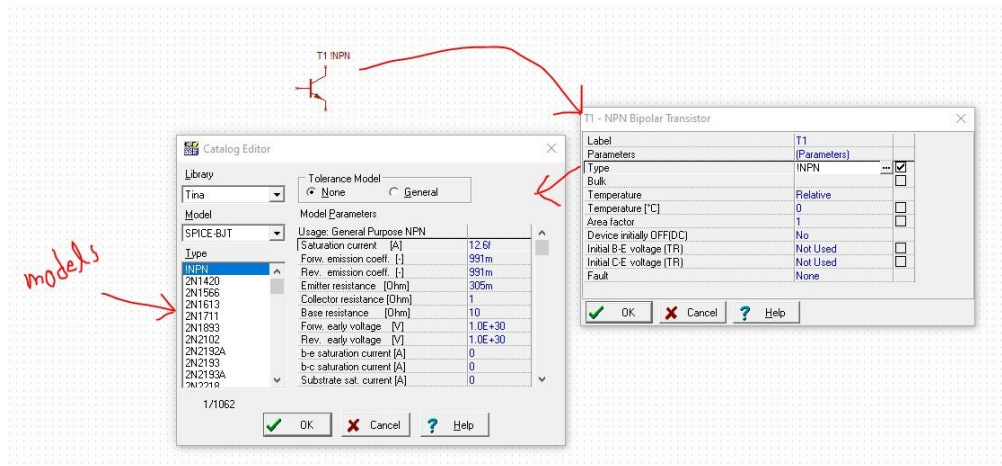 T1 !NPN
T1 - NPN Bipolar Transistor
Label T1
Parameters (Parameters)
Type !NPN ...
Bulk
Temperature Relative
Temperature [°C] 0
Area factor 1
Device initially OFF(DC) No
Initial B-E voltage (TR) Not Used
Initial C-E voltage (TR) Not Used
Fault None
OK Cancel ? Help
Catalog Editor
Library
Tina
Model
SPICE-BJT
Type
!NPN
2N1420
2N1566
2N1613
2N1711
2N1893
2N2102
2N2192A
2N2193
2N2193A
2N2218
1/1062
Tolerance Model
None General
Model Parameters
Usage: General Purpose NPN
Saturation current [A] 12.6f
Forw. emission coeff. [-] 991m
Rev. emission coeff. [-] 991m
Emitter resistance [Ohm] 305m
Collector resistance [Ohm] 1
Base resistance [Ohm] 10
Forw. early voltage [V] 1.0E+30
Rev. early voltage [V] 1.0E+30
b-e saturation current [A] 0
b-c saturation current [A] 0
Substrate sat. current [A] 0
OK Cancel ? Help
models